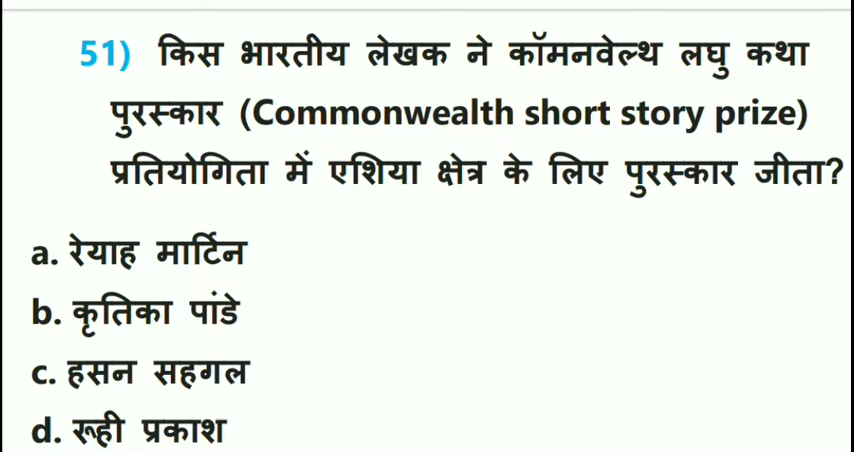 51) किस भारतीय लेखक ने कॉमनवेल्थ लघु कथा
पुरस्कार (Commonwealth short story prize)
प्रतियोगिता में एशिया क्षेत्र के लिए पुरस्कार जीता?
a. रेयाह मार्टिन
b. कृतिका पांडे
c. हसन सहगल
d. रूही प्रकाश